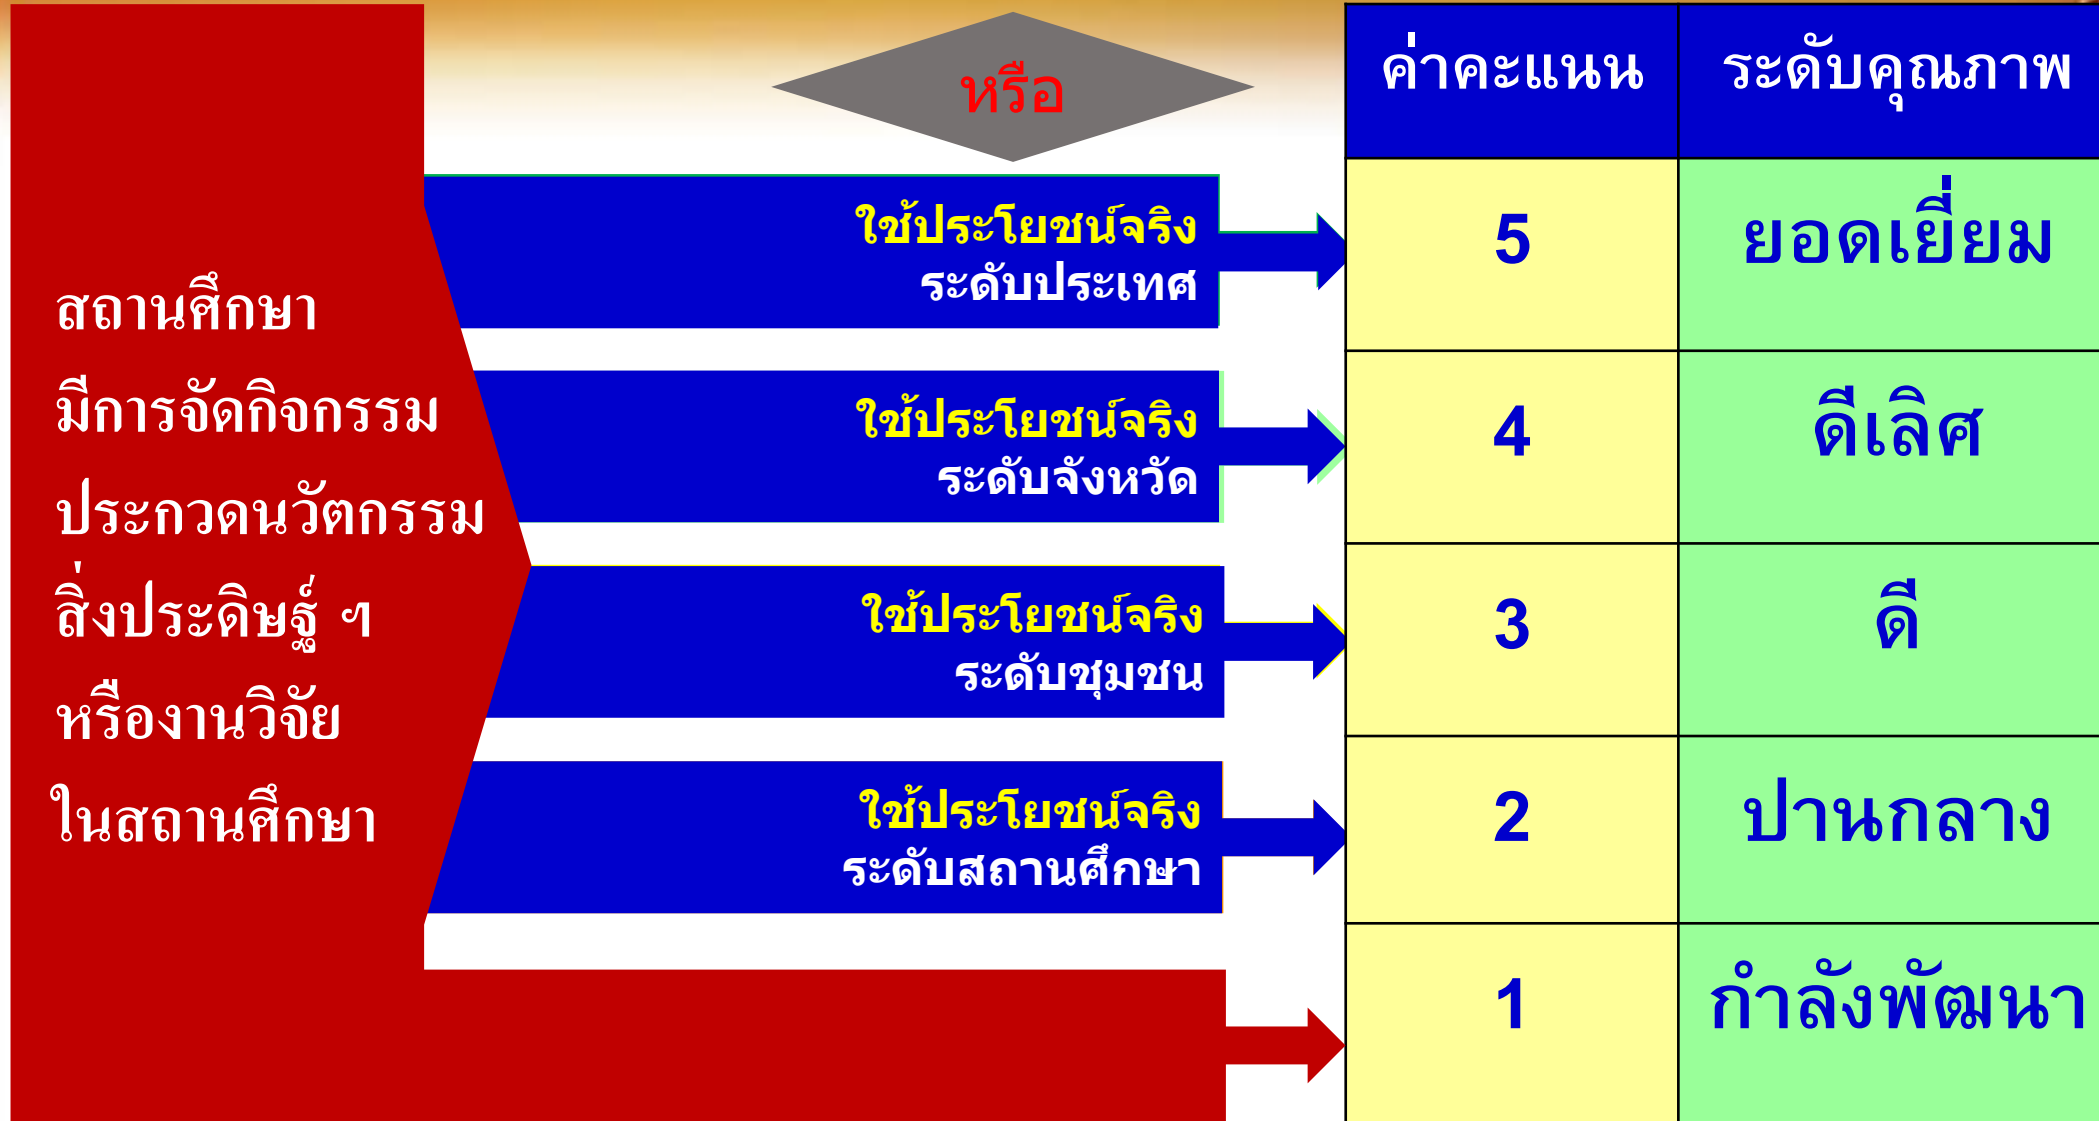 สถานศึกษา
มีการจัดกิจกรรม
ประกวดนวัตกรรม
สิ่งประดิษฐ์ ฯ
หรืองานวิจัย
ในสถานศึกษา
หรือ
ใช้ประโยชน์จริง
ระดับประเทศ
ใช้ประโยชน์จริง
ระดับจังหวัด
ใช้ประโยชน์จริง
ระดับชุมชน
ใช้ประโยชน์จริง
ระดับสถานศึกษา
ค่าคะแนน ระดับคุณภาพ
5 ยอดเยี่ยม
4 ดีเลิศ
3 ดี
2 ปานกลาง
1 กำลังพัฒนา